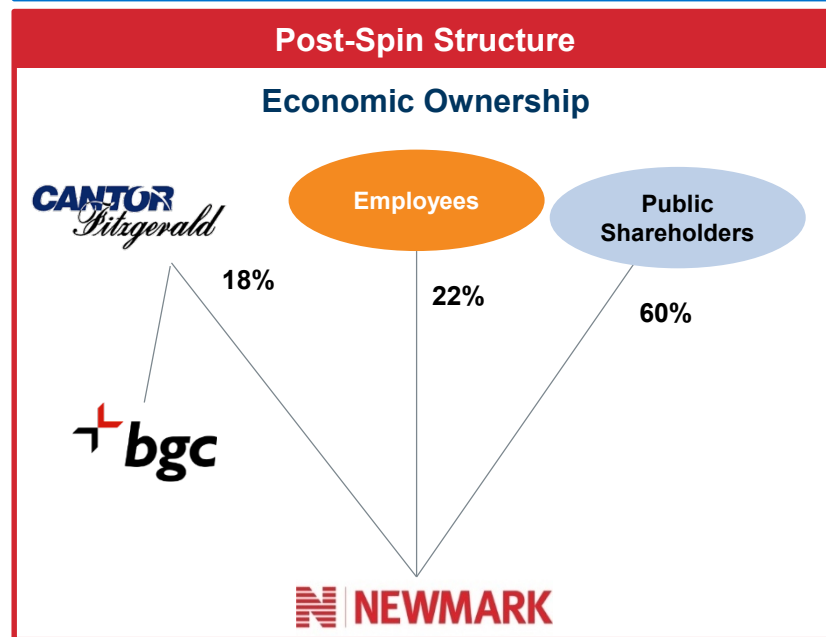 Post-Spin Structure
Economic Ownership
CANTOR
Fitzgerald
Employees
Public
Shareholders
18%
22%
60%
bgc
NEWMARK